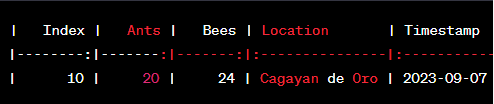 |   Index |   Ants |   Bees | Location       | Timestamp
|--------:|-------:|-------:|:---------------|:----------
|      10 |     20 |     24 | Cagayan de Oro | 2023-09-07